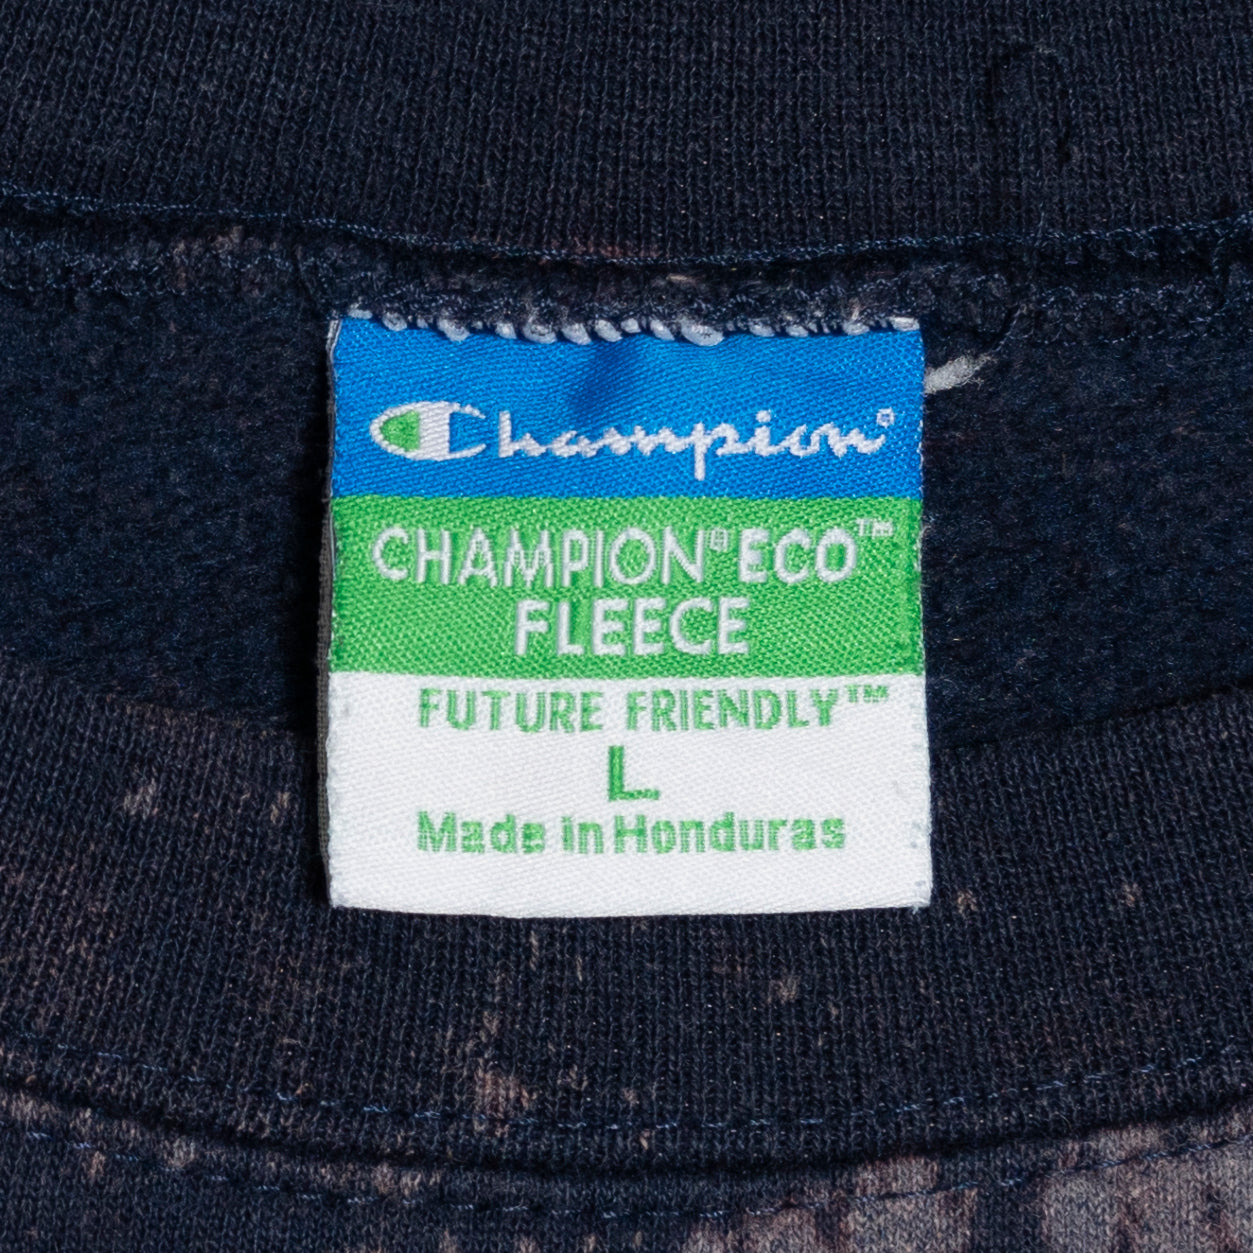 Champion®
CHAMPION® ECO™
FLEECE
FUTURE FRIENDLY™
L
Made in Honduras